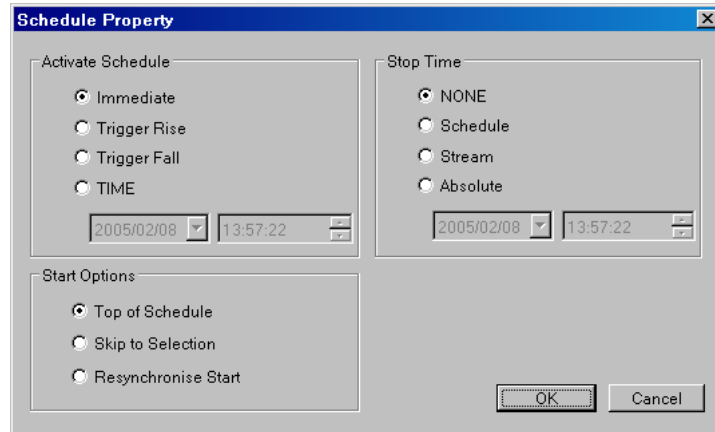 Schedule Property
Activate Schedule
Immediate
Trigger Rise
Trigger Fall
TIME
2005/02/08 13:57:22
Stop Time
NONE
Schedule
Stream
Absolute
2005/02/08 13:57:22
Start Options
Top of Schedule
Skip to Selection
Resynchronise Start
OK Cancel